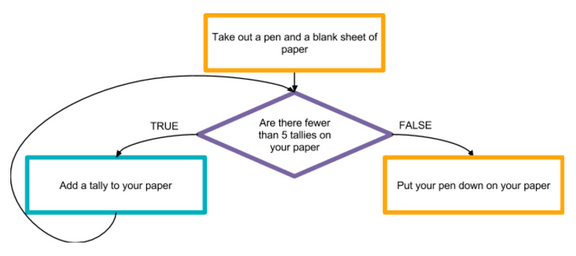 Take out a pen and a blank sheet of
paper
Are there fewer
than 5 tallies on
your paper
TRUE
FALSE
Add a tally to your paper
Put your pen down on your paper